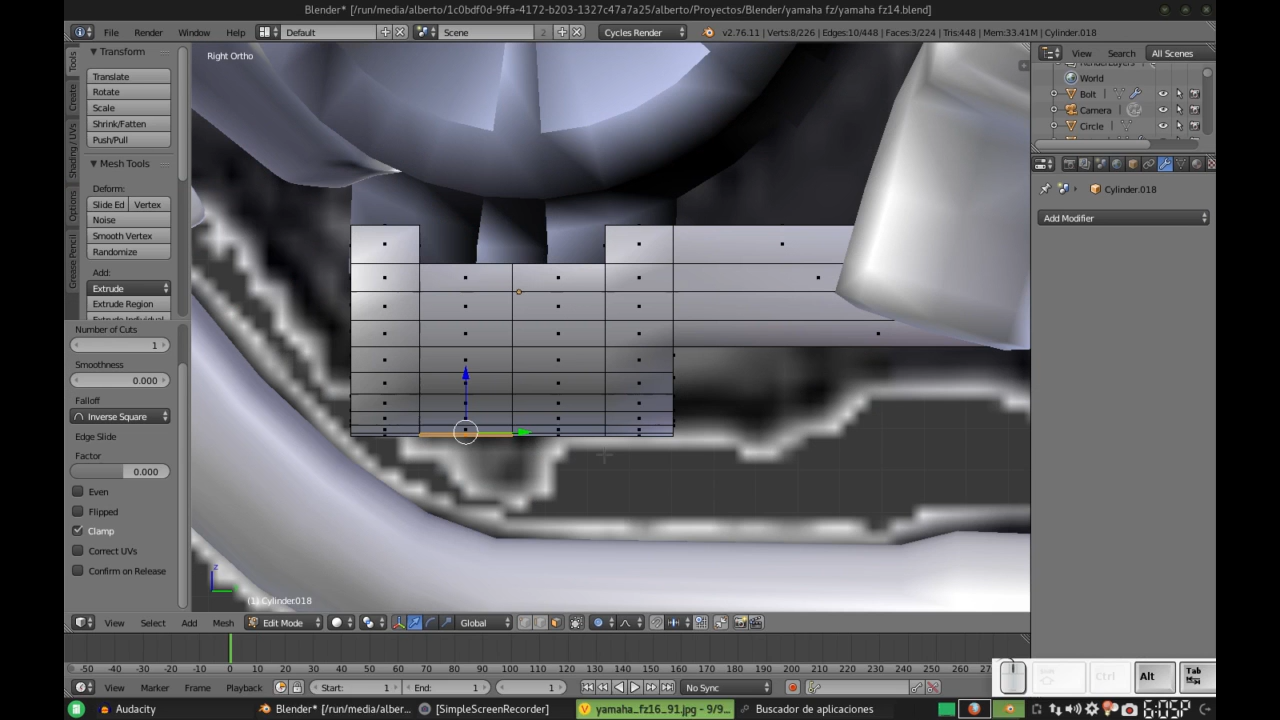 Blender* [/run/media/alberto/1c0bdf0d-9ffa-4172-b203-1327c47a7a25/alberto/Proyectos/Blender/yamaha fz/yamaha fz14.blend]
File Render Window Help Default Scene 2 Cycles Render v2.76.11 | Verts:8/226 | Edges:10/448 | Faces:3/224 | Tris:448 | Mem:33.41M | Cylinder.018
Tools
Create
Shading / UVs
Options
Grease Pencil
Transform
Translate
Rotate
Scale
Shrink/Fatten
Push/Pull
Mesh Tools
Deform:
Slide Ed Vertex
Noise
Smooth Vertex
Randomize
Add:
Extrude
Extrude Region
Extrude Individual
Number of Cuts
1
Smoothness
0.000
Falloff
Inverse Square
Edge Slide
Factor
0.000
Even
Flipped
Clamp
Correct UVs
Confirm on Release
Right Ortho
z
(1) Cylinder.018
View Search All Scenes
RenderLayers
World
Bolt
Camera
Circle
Cylinder.018
Add Modifier
View Select Add Mesh Edit Mode Global
-50 -40 -30 -20 -10 0 10 20 30 40 50 60 70 80 90 100 110 120 130 140 150 160 170 180 190 200 210 220 230 240 250 260
View Marker Frame Playback Start: 1 End: 1 1 No Sync
Ctrl Alt Tab
Audacity Blender* [/run/media/alber... [SimpleScreenRecorder] yamaha_fz16_91.jpg - 9/9... Buscador de aplicaciones 6:05P